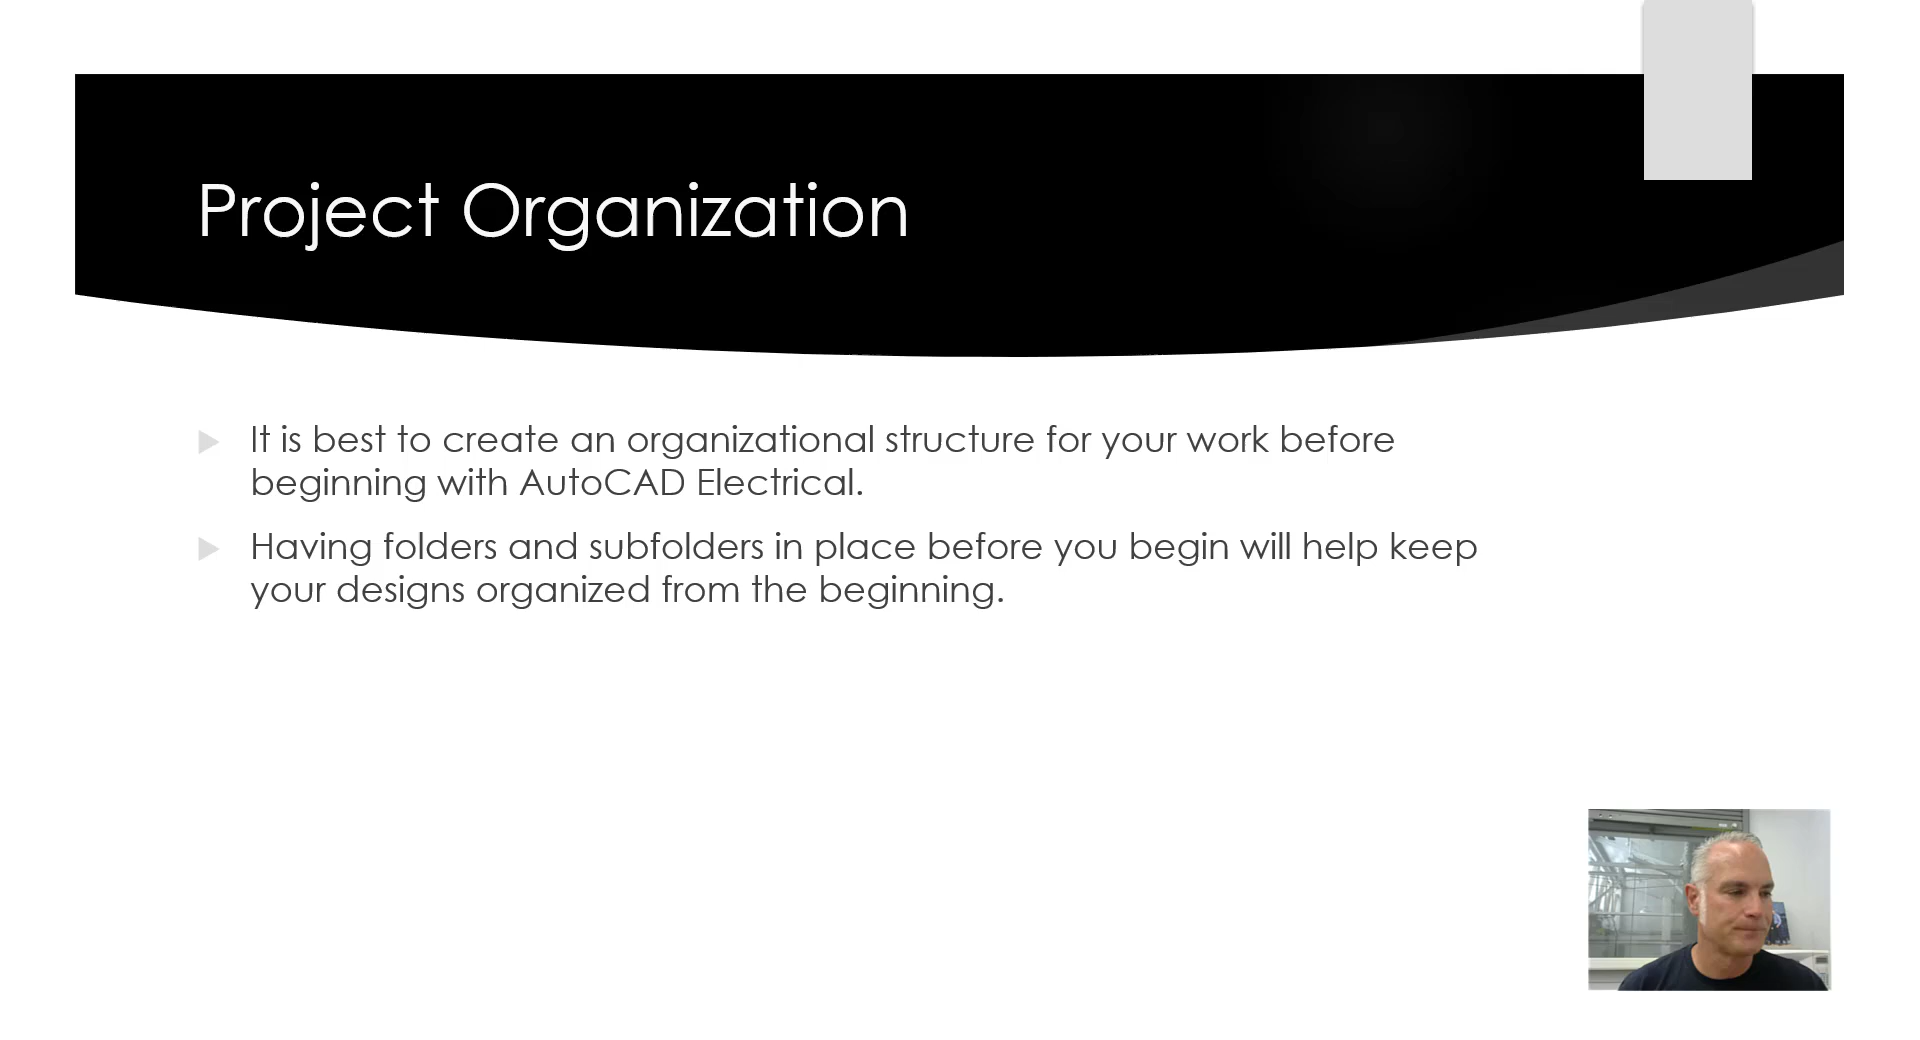 Project Organization
It is best to create an organizational structure for your work before
beginning with AutoCAD Electrical.
Having folders and subfolders in place before you begin will help keep
your designs organized from the beginning.